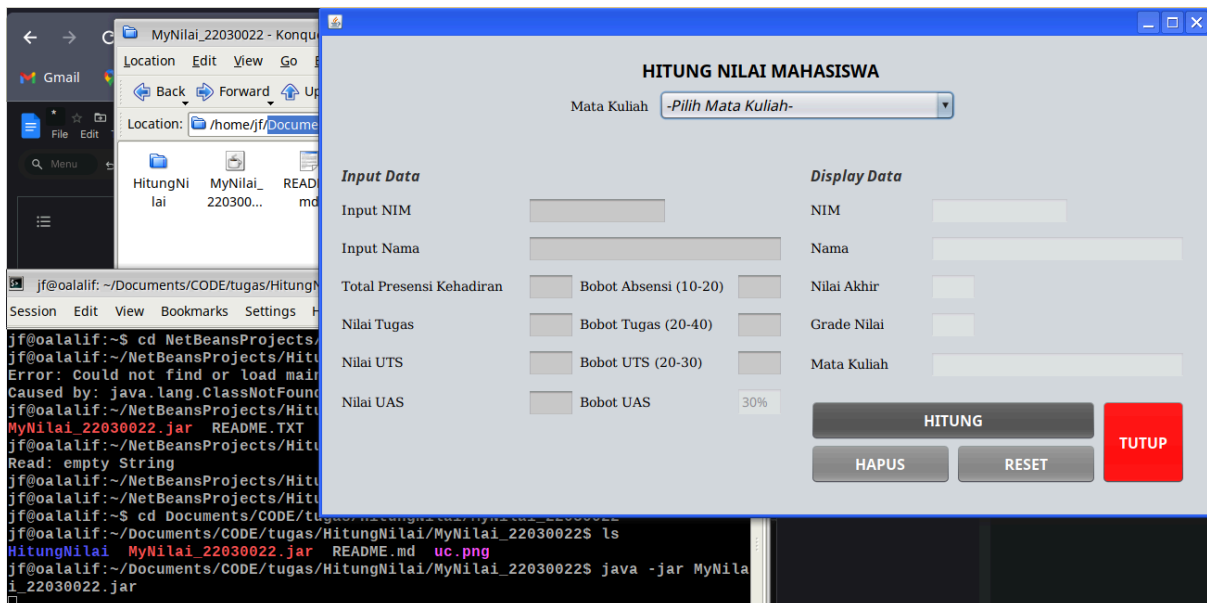 MyNilai_22030022 - Konqu
Location Edit View Go
Gmail
Back Forward Up
File Edit
Location: /home/jf/Docume
Menu
HitungNi
lai
MyNilai_
220300...
READ
md
jf@oalalif: ~/Documents/CODE/tugas/HitungN
Session Edit View Bookmarks Settings H
jf@oalalif:~$ cd NetBeansProjects/
jf@oalalif:~/NetBeansProjects/Hitu
Error: Could not find or load main
Caused by: java.lang.ClassNotFound
jf@oalalif:~/NetBeansProjects/Hitu
MyNilai_22030022.jar README.TXT
jf@oalalif:~/NetBeansProjects/Hitu
Read: empty String
jf@oalalif:~/NetBeansProjects/Hitu
jf@oalalif:~/NetBeansProjects/Hitu
jf@oalalif:~$ cd Documents/CODE/tugas/HitungNilai/MyNilai_22030022
jf@oalalif:~/Documents/CODE/tugas/HitungNilai/MyNilai_22030022$ ls
HitungNilai MyNilai_22030022.jar README.md uc.png
jf@oalalif:~/Documents/CODE/tugas/HitungNilai/MyNilai_22030022$ java -jar MyNila
i_22030022.jar
HITUNG NILAI MAHASISWA
Mata Kuliah -Pilih Mata Kuliah-
Input Data
Input NIM
Input Nama
Total Presensi Kehadiran Bobot Absensi (10-20)
Nilai Tugas Bobot Tugas (20-40)
Nilai UTS Bobot UTS (20-30)
Nilai UAS Bobot UAS 30%
Display Data
NIM
Nama
Nilai Akhir
Grade Nilai
Mata Kuliah
HITUNG
TUTUP
HAPUS RESET